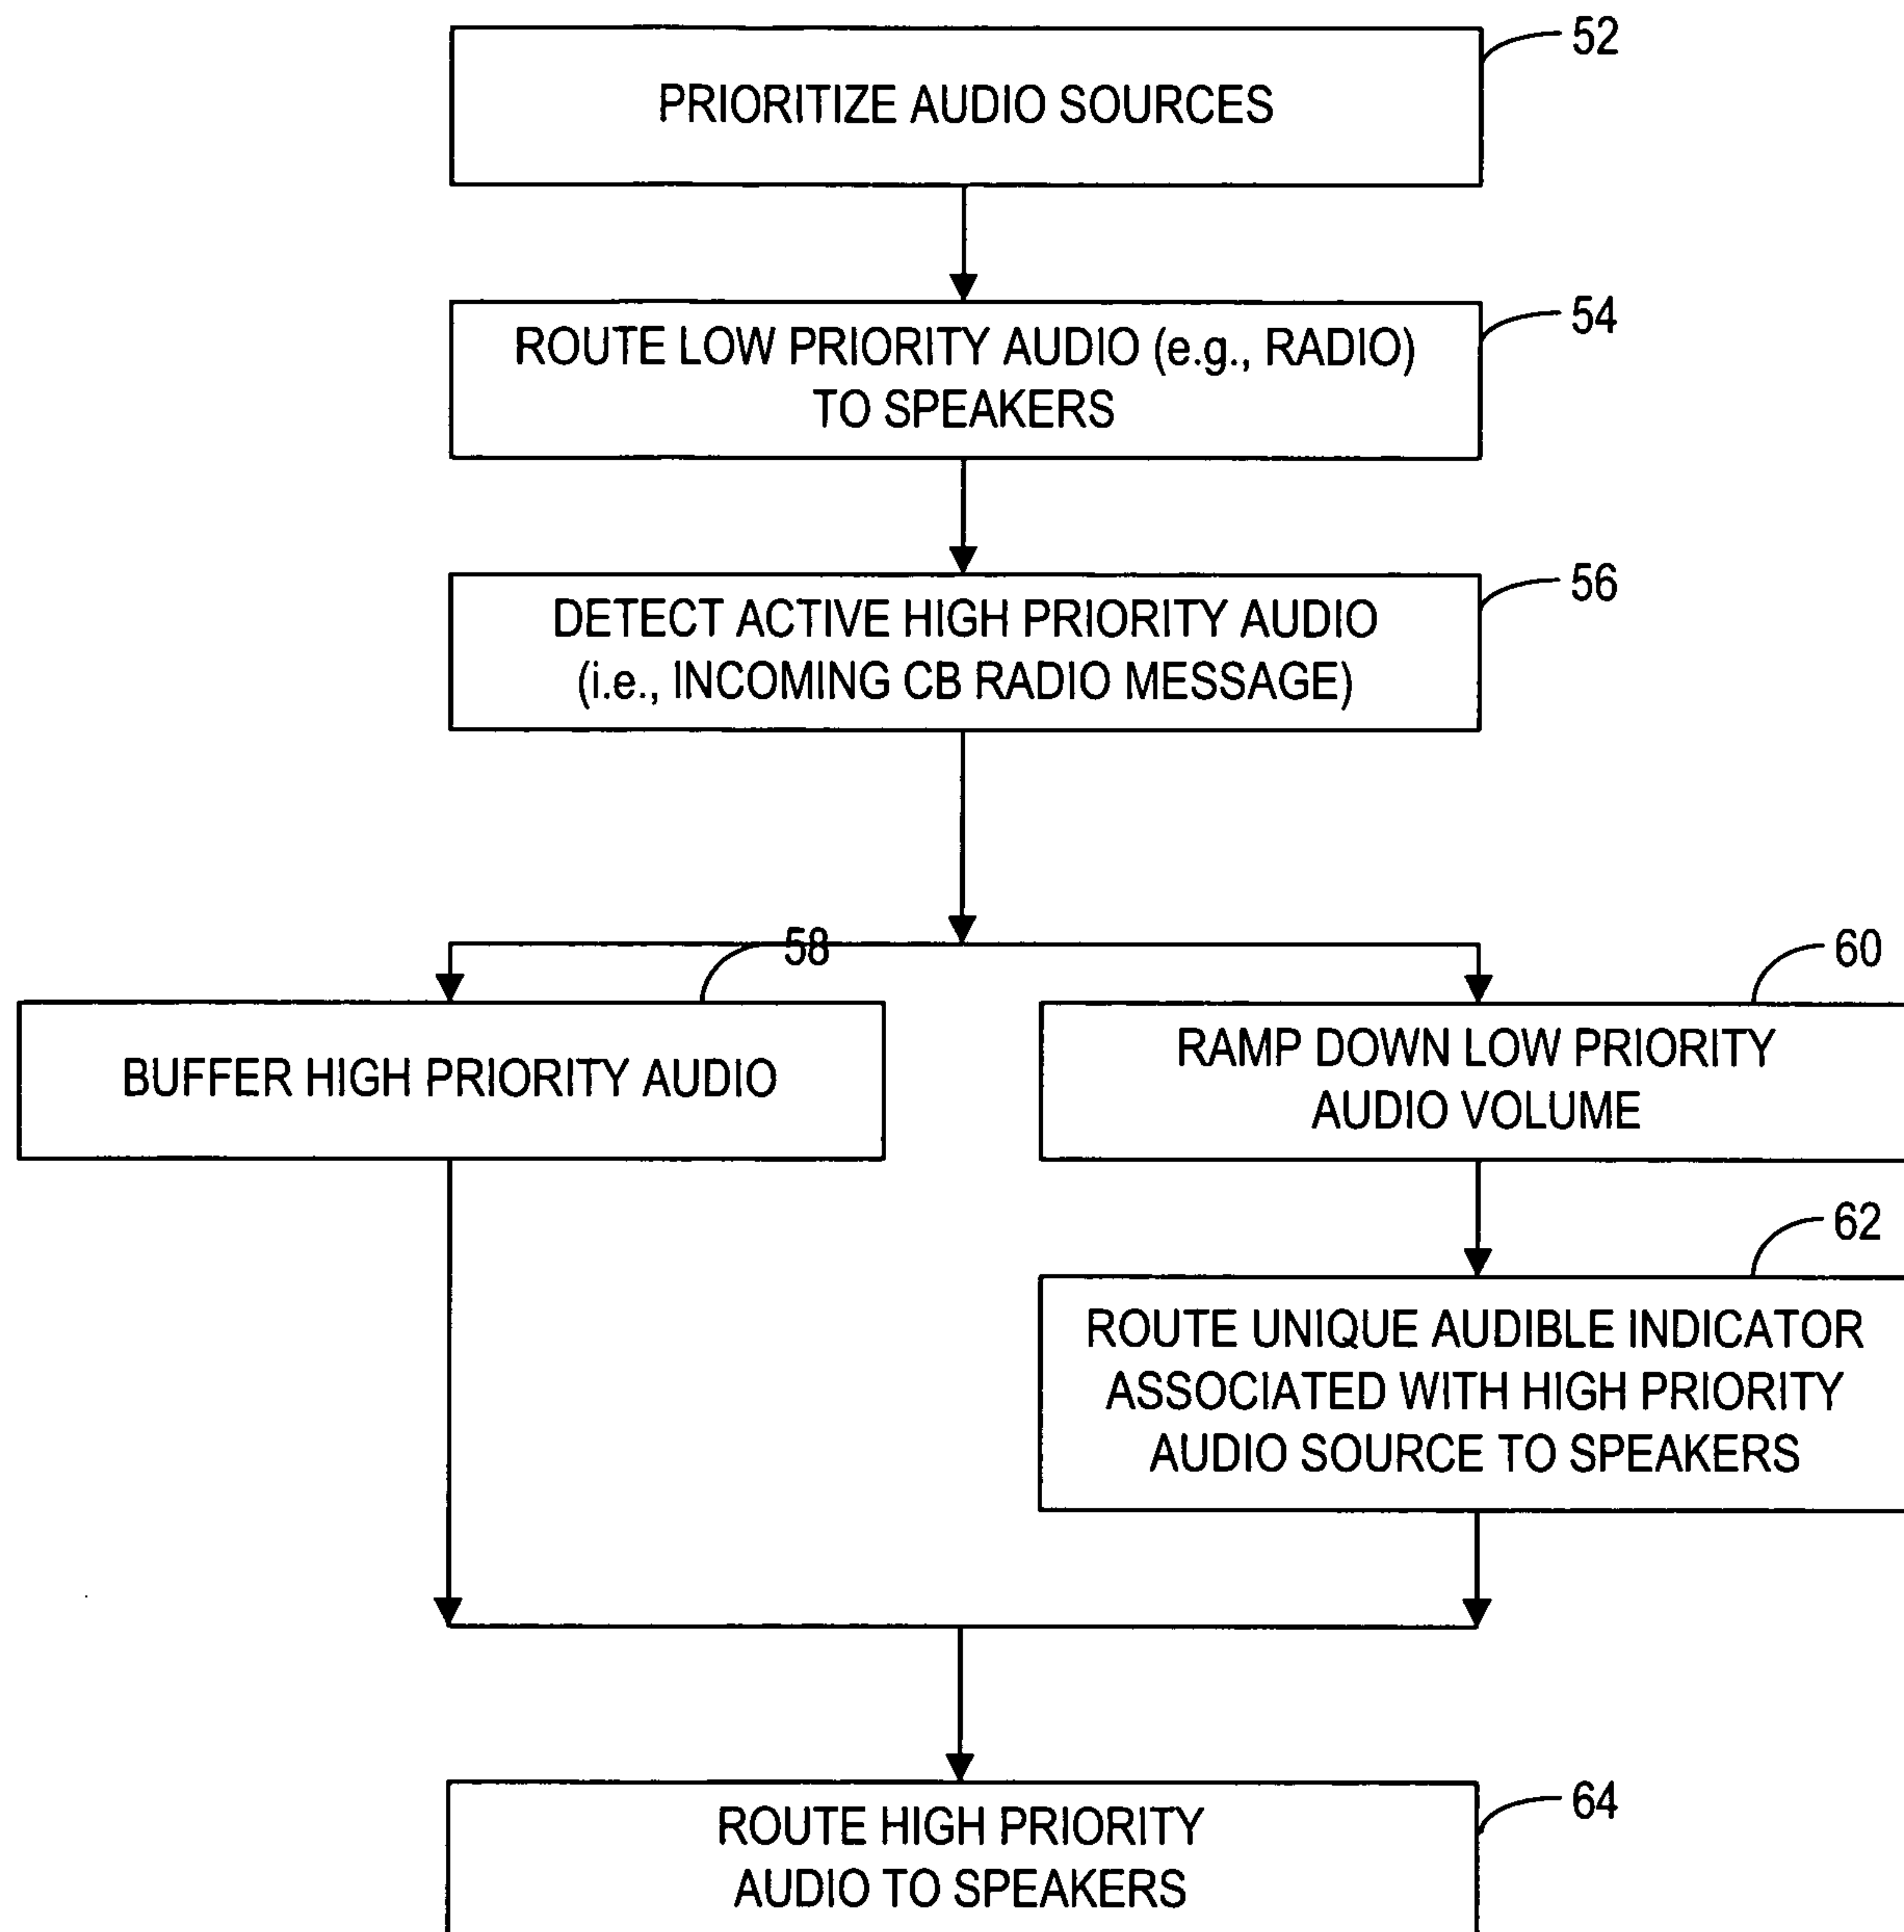 52
PRIORITIZE AUDIO SOURCES
54
ROUTE LOW PRIORITY AUDIO (e.g., RADIO)
TO SPEAKERS
56
DETECT ACTIVE HIGH PRIORITY AUDIO
(i.e., INCOMING CB RADIO MESSAGE)
58
BUFFER HIGH PRIORITY AUDIO
60
RAMP DOWN LOW PRIORITY
AUDIO VOLUME
62
ROUTE UNIQUE AUDIBLE INDICATOR
ASSOCIATED WITH HIGH PRIORITY
AUDIO SOURCE TO SPEAKERS
64
ROUTE HIGH PRIORITY
AUDIO TO SPEAKERS